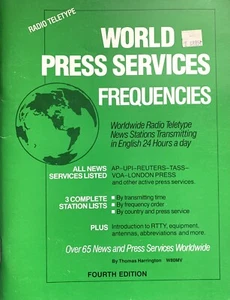 RADIO TELETYPE
WORLD
PRESS SERVICES
FREQUENCIES
Worldwide Radio Teletype
News Stations Transmitting
in English 24 Hours a day
ALL NEWS
SERVICES LISTED
AP-UPI-REUTERS-TASS-
VOA-LONDON PRESS
and other active press services.
3 COMPLETE
STATION LISTS
• By transmitting time
• By frequency order
• By country and press service
PLUS
Introduction to RTTY, equipment,
antennas, abbreviations and more.
Over 65 News and Press Services Worldwide
By Thomas Harrington W8OMV
FOURTH EDITION